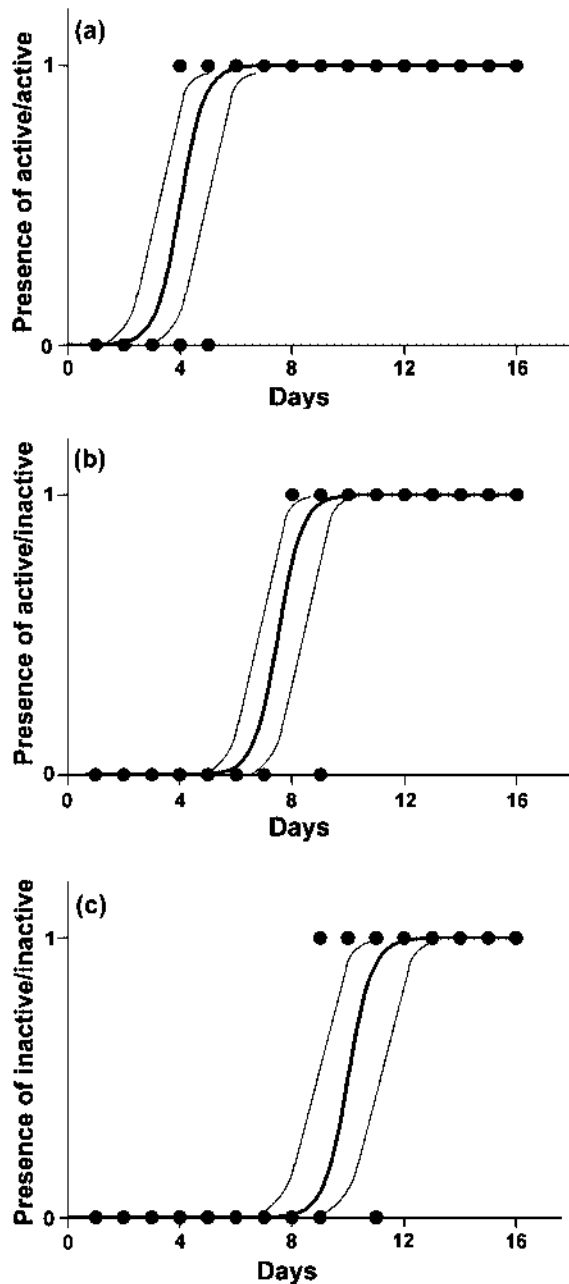 (a)
Presence of active/active
1
0
0 4 8 12 16
Days
(b)
Presence of active/inactive
1
0
0 4 8 12 16
Days
(c)
Presence of inactive/inactive
1
0
0 4 8 12 16
Days